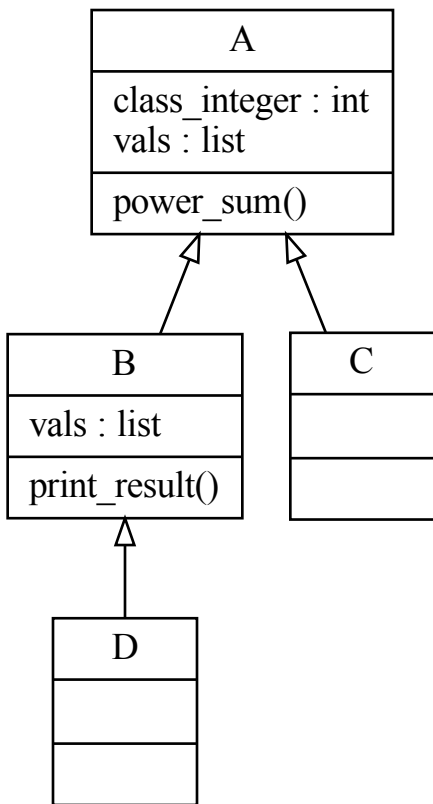 A
class_integer : int
vals : list
power_sum()
B
vals : list
print_result()
C
D